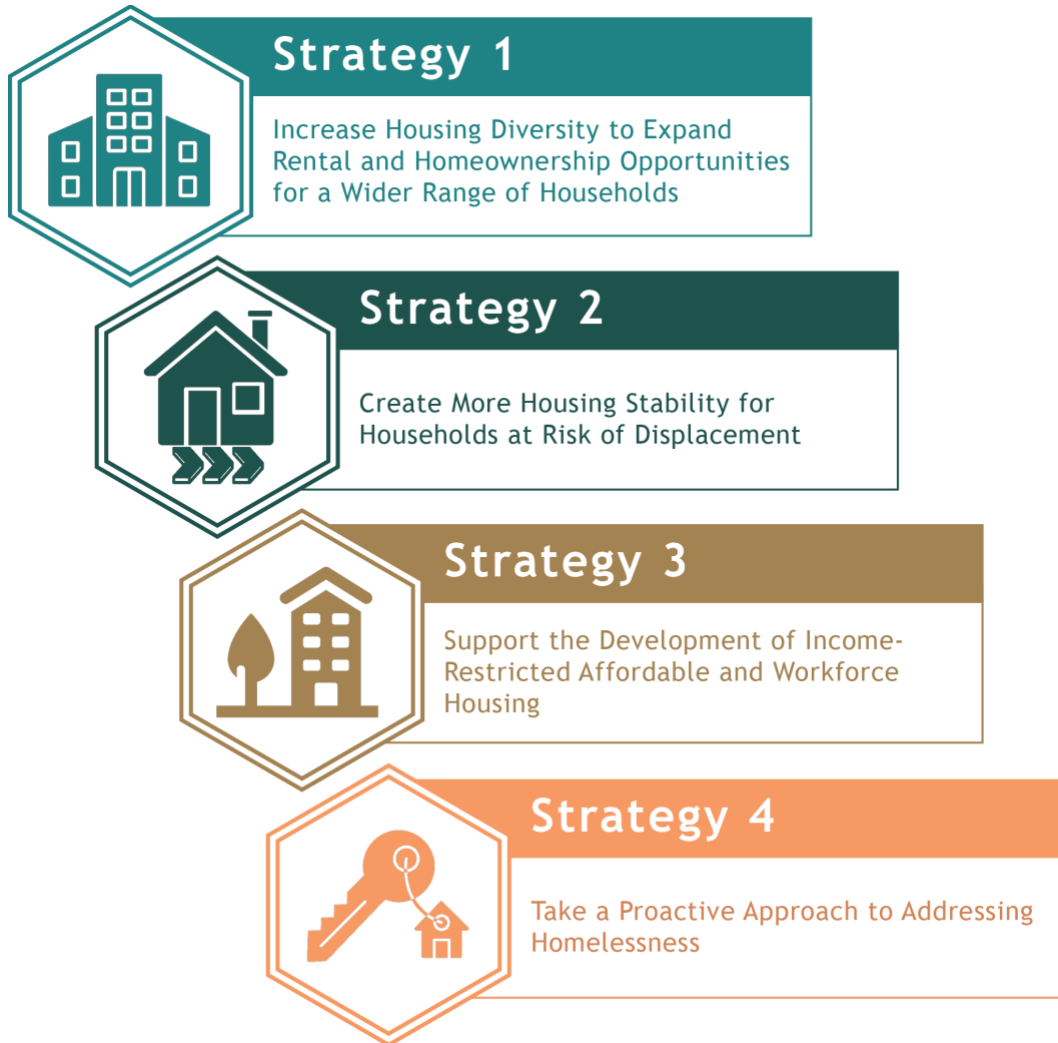 Strategy 1
Increase Housing Diversity to Expand
Rental and Homeownership Opportunities
for a Wider Range of Households
Strategy 2
Create More Housing Stability for
Households at Risk of Displacement
Strategy 3
Support the Development of Income-
Restricted Affordable and Workforce
Housing
Strategy 4
Take a Proactive Approach to Addressing
Homelessness